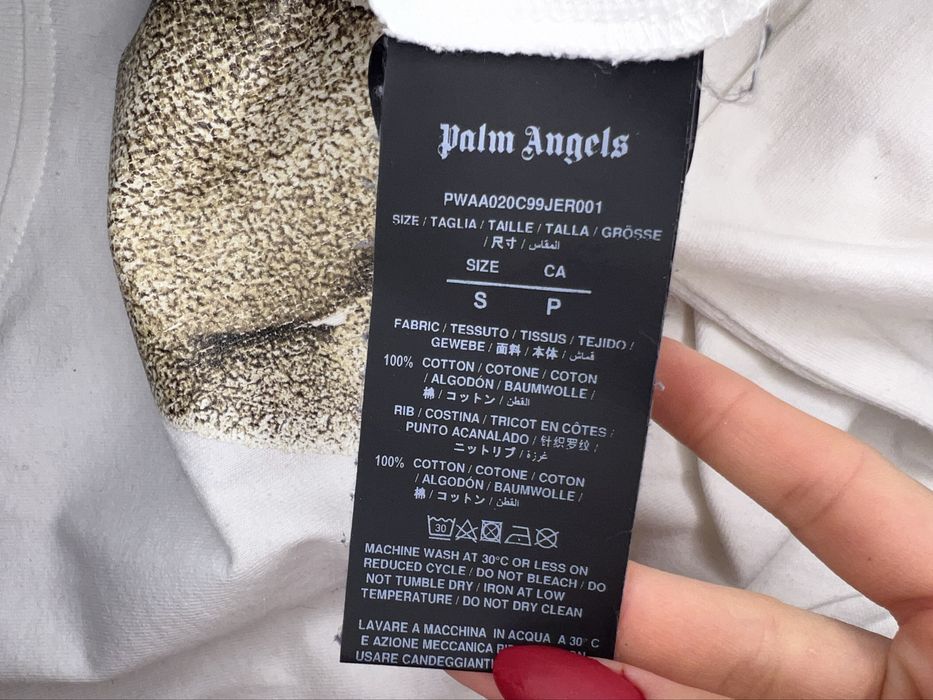 Palm Angels
PWAA020C99JER001
SIZE / TAGLIA / TAILLE / TALLA / GRÖSSE
/ 尺寸 / المقاس
SIZE CA
S P
FABRIC / TESSUTO / TISSUS / TEJIDO /
GEWEBE / 面料 / 本体 / قماش
100% COTTON / COTONE / COTON
/ ALGODÓN / BAUMWOLLE /
棉 / コットン / القطن
RIB / COSTINA / TRICOT EN CÔTES /
PUNTO ACANALADO / 针织罗纹 /
ニットリブ / غرزة
100% COTTON / COTONE / COTON
/ ALGODÓN / BAUMWOLLE /
棉 / コットン / القطن
30
MACHINE WASH AT 30°C OR LESS ON
REDUCED CYCLE / DO NOT BLEACH / DO
NOT TUMBLE DRY / IRON AT LOW
TEMPERATURE / DO NOT DRY CLEAN
LAVARE A MACCHINA IN ACQUA A 30° C
E AZIONE MECCANICA
USARE CANDEGGIANTI